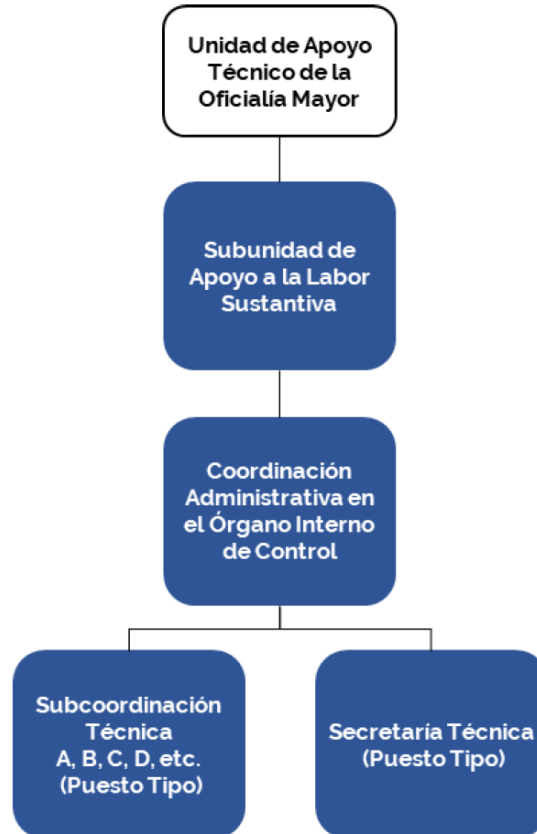 Unidad de Apoyo
Técnico de la
Oficialía Mayor
Subunidad de
Apoyo a la Labor
Sustantiva
Coordinación
Administrativa en
el Órgano Interno
de Control
Subcoordinación
Técnica
A, B, C, D, etc.
(Puesto Tipo)
Secretaría Técnica
(Puesto Tipo)